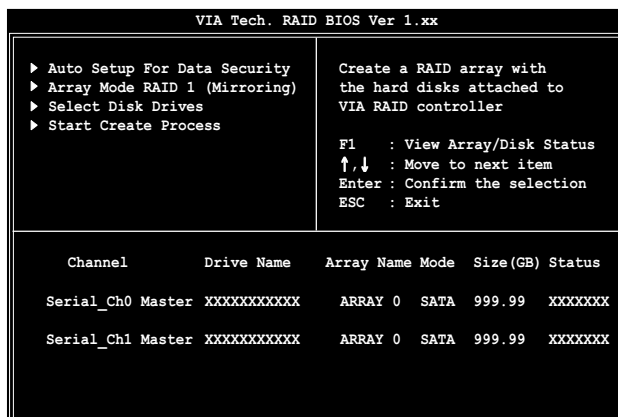 VIA Tech. RAID BIOS Ver 1.xx
Auto Setup For Data Security
Array Mode RAID 1 (Mirroring)
Select Disk Drives
Start Create Process
Create a RAID array with
the hard disks attached to
VIA RAID controller
F1 : View Array/Disk Status
↑,↓ : Move to next item
Enter : Confirm the selection
ESC : Exit
Channel Drive Name Array Name Mode Size(GB) Status
Serial_Ch0 Master XXXXXXXXXXX ARRAY 0 SATA 999.99 XXXXXXX
Serial_Ch1 Master XXXXXXXXXXX ARRAY 0 SATA 999.99 XXXXXXX